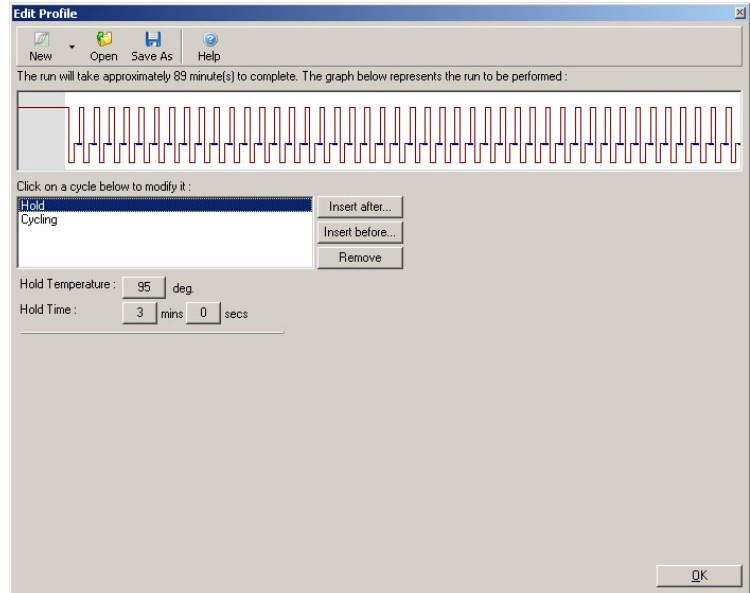 Edit Profile
New Open Save As Help
The run will take approximately 89 minute(s) to complete. The graph below represents the run to be performed :
Click on a cycle below to modify it :
Hold
Cycling
Insert after...
Insert before...
Remove
Hold Temperature : 95 deg.
Hold Time : 3 mins 0 secs
OK